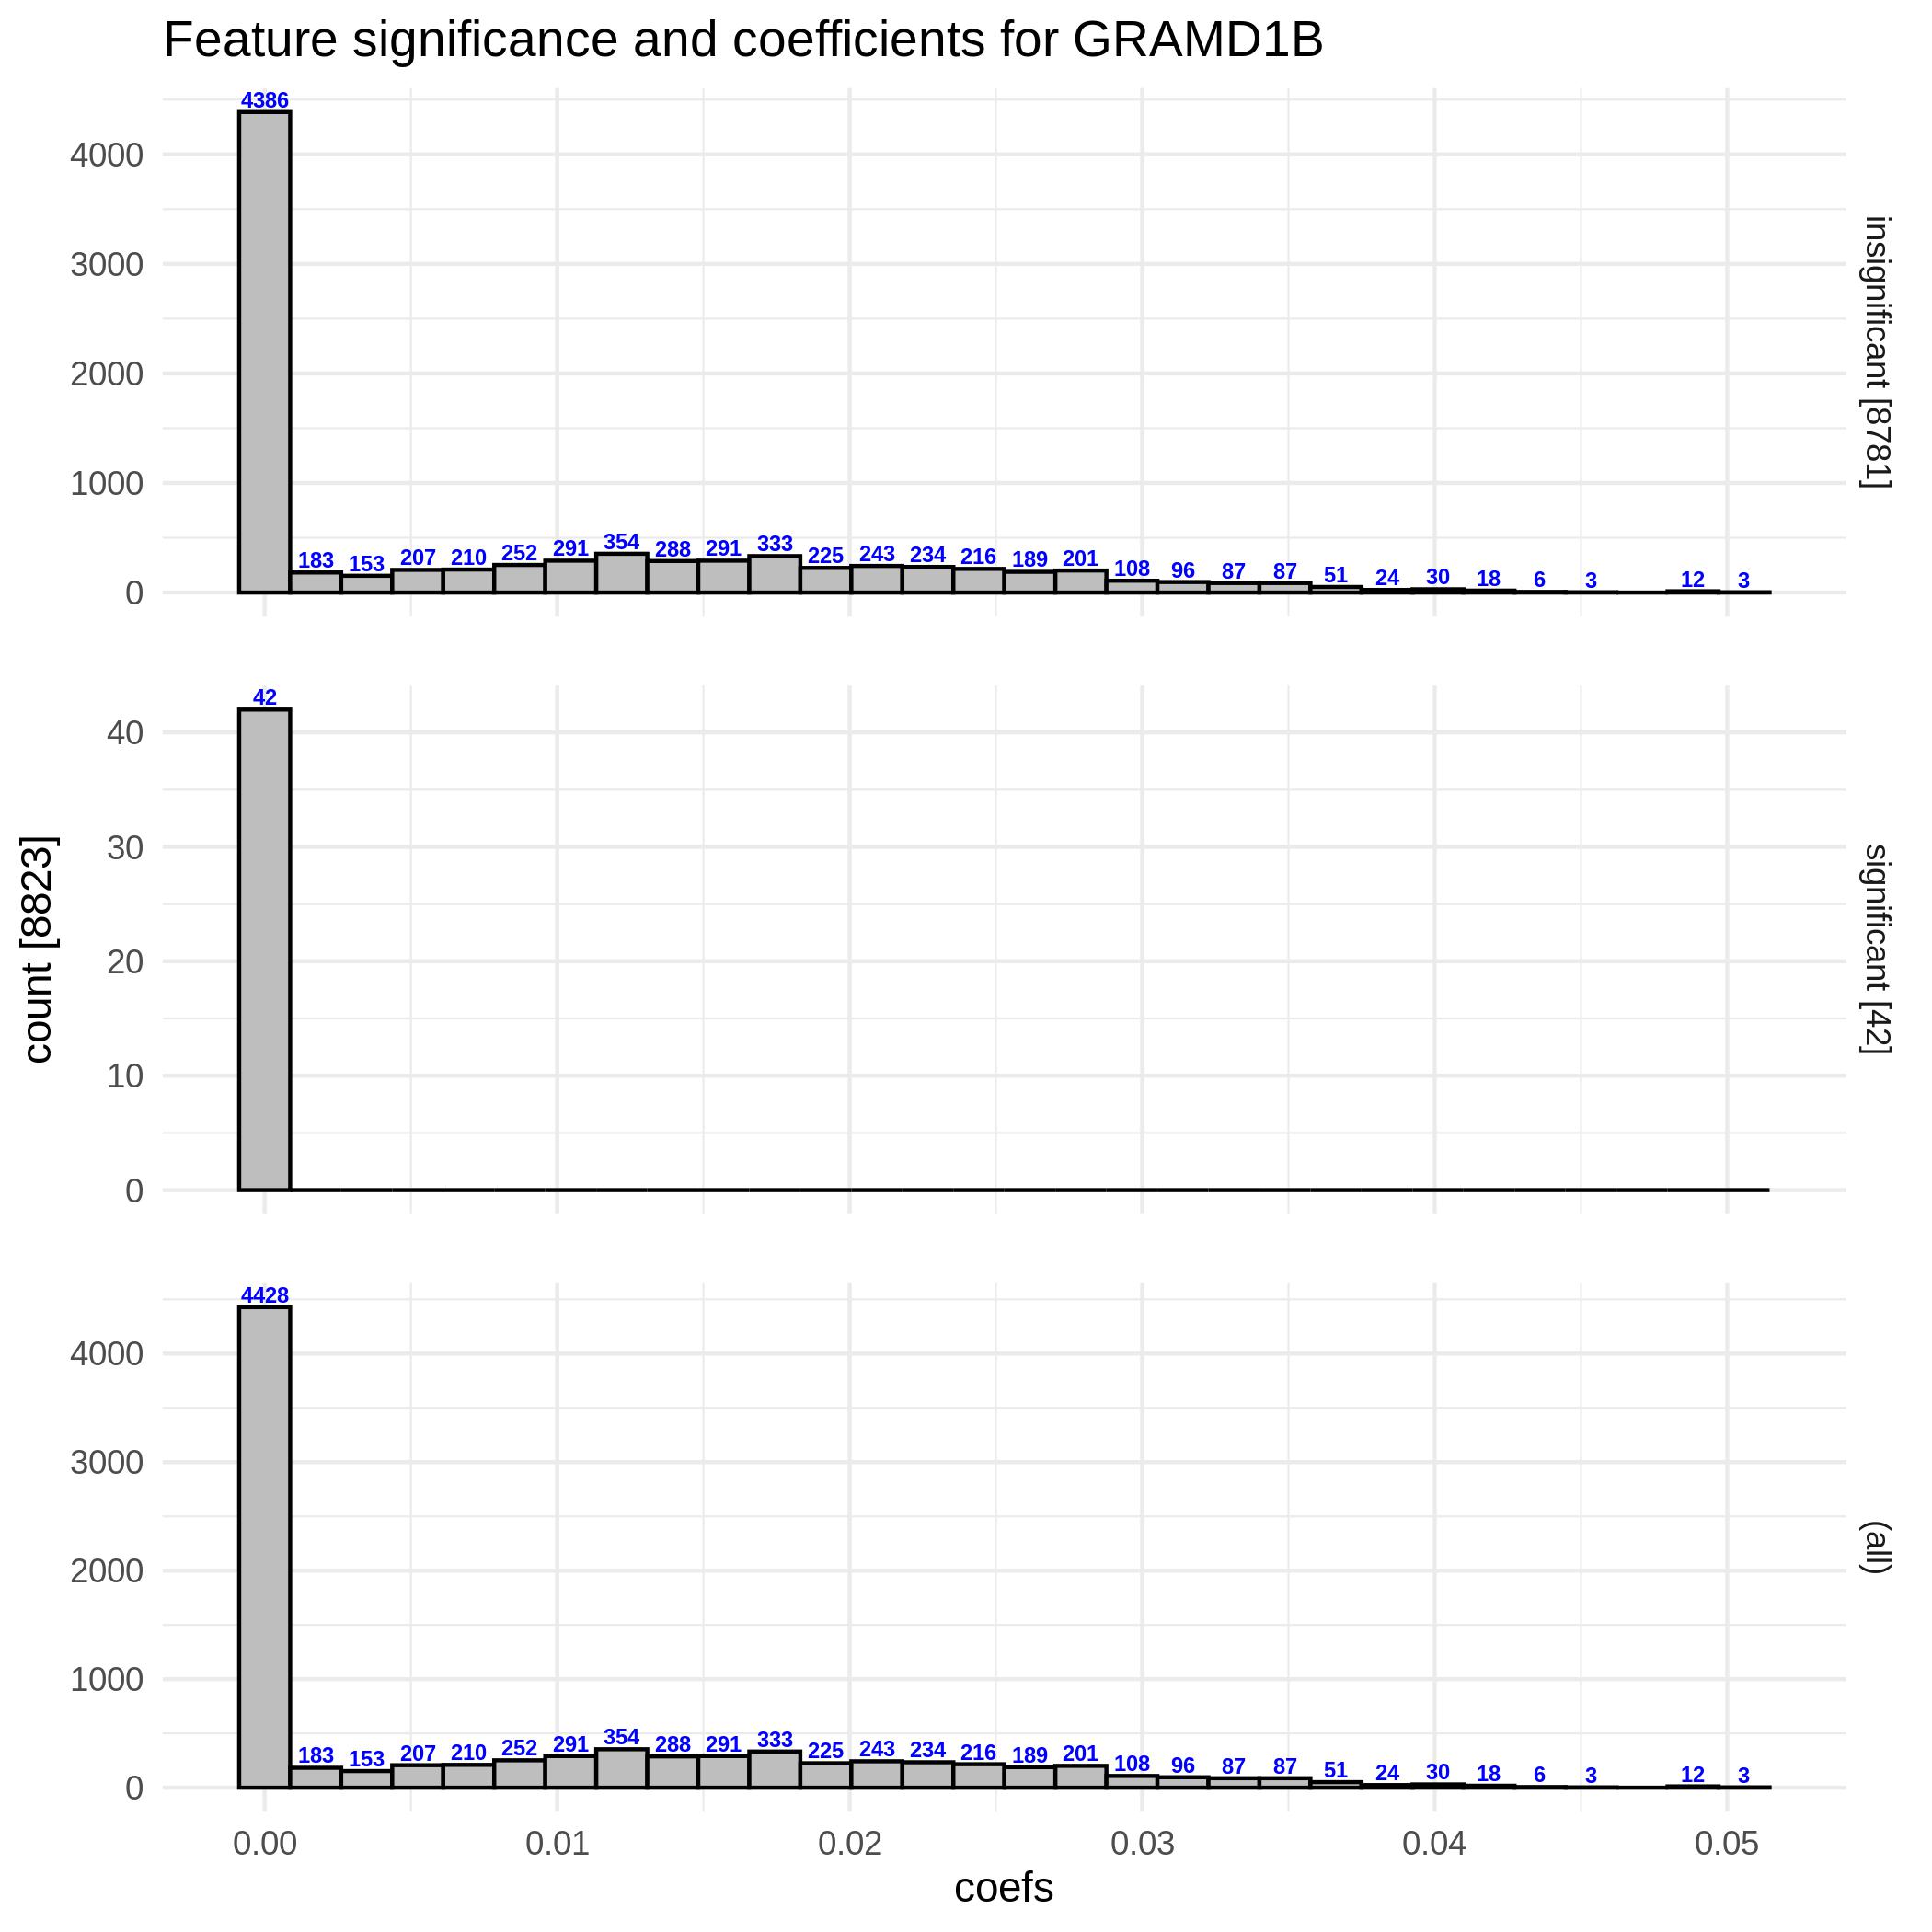 Feature significance and coefficients for GRAMD1B
4386
4000
3000
2000
1000
0
183 153 207 210 252 291 354 288 291 333 225 243 234 216 189 201 108 96 87 87 51 24 30 18 6 3 12 3
insignificant [8781]
42
40
30
20
10
0
significant [42]
count [8823]
4428
4000
3000
2000
1000
0
183 153 207 210 252 291 354 288 291 333 225 243 234 216 189 201 108 96 87 87 51 24 30 18 6 3 12 3
(all)
0.00 0.01 0.02 0.03 0.04 0.05
coefs